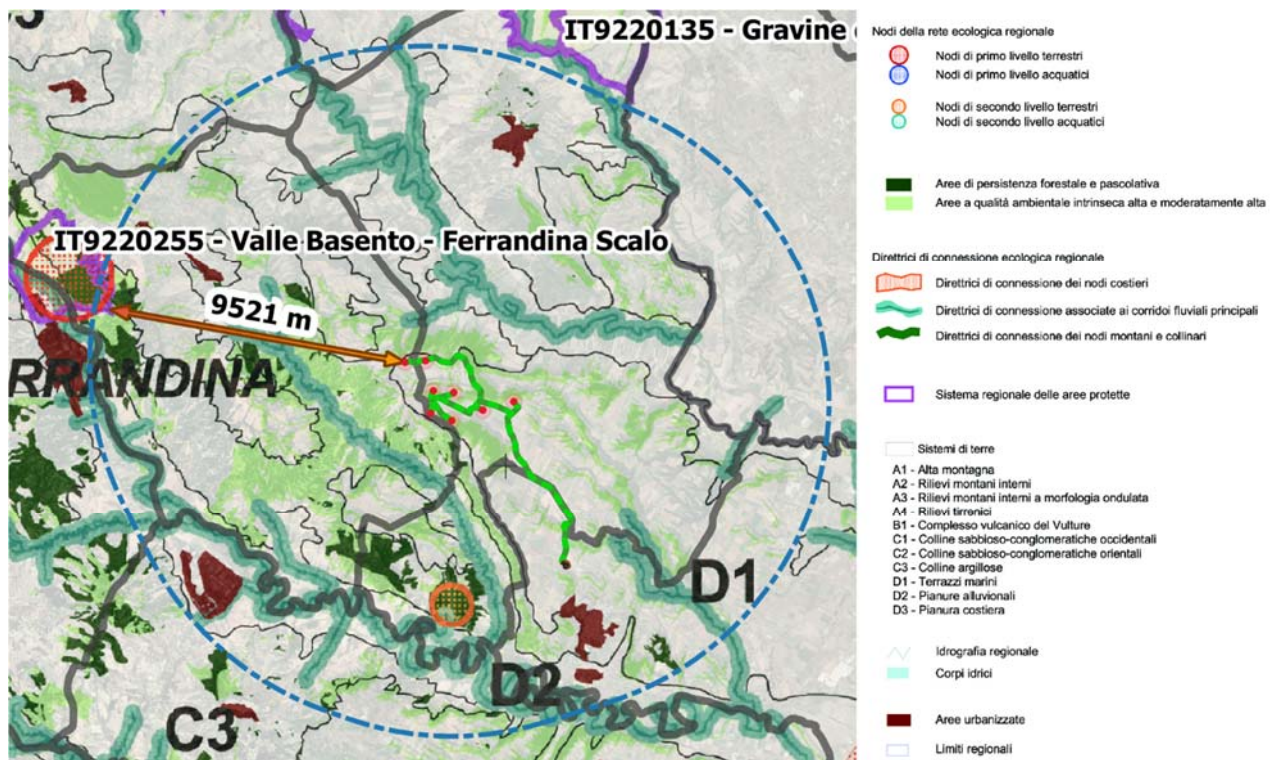 IT9220135 - Gravine
IT9220255 - Valle Basento - Ferrandina Scalo
9521 m
RRANDINA
D1
D2
C3
Nodi della rete ecologica regionale
Nodi di primo livello terrestri
Nodi di primo livello acquatici
Nodi di secondo livello terrestri
Nodi di secondo livello acquatici
Aree di persistenza forestale e pascolativa
Aree a qualità ambientale intrinseca alta e moderatamente alta
Direttrici di connessione ecologica regionale
Direttrici di connessione dei nodi costieri
Direttrici di connessione associate ai corridoi fluviali principali
Direttrici di connessione dei nodi montani e collinari
Sistema regionale delle aree protette
Sistemi di terre
A1 - Alta montagna
A2 - Rilievi montani interni
A3 - Rilievi montani interni a morfologia ondulata
A4 - Rilievi tirrenici
B1 - Complesso vulcanico del Vulture
C1 - Colline sabbioso-conglomeratiche occidentali
C2 - Colline sabbioso-conglomeratiche orientali
C3 - Colline argillose
D1 - Terrazzi marini
D2 - Pianure alluvionali
D3 - Pianura costiera
Idrografia regionale
Corpi idrici
Aree urbanizzate
Limiti regionali